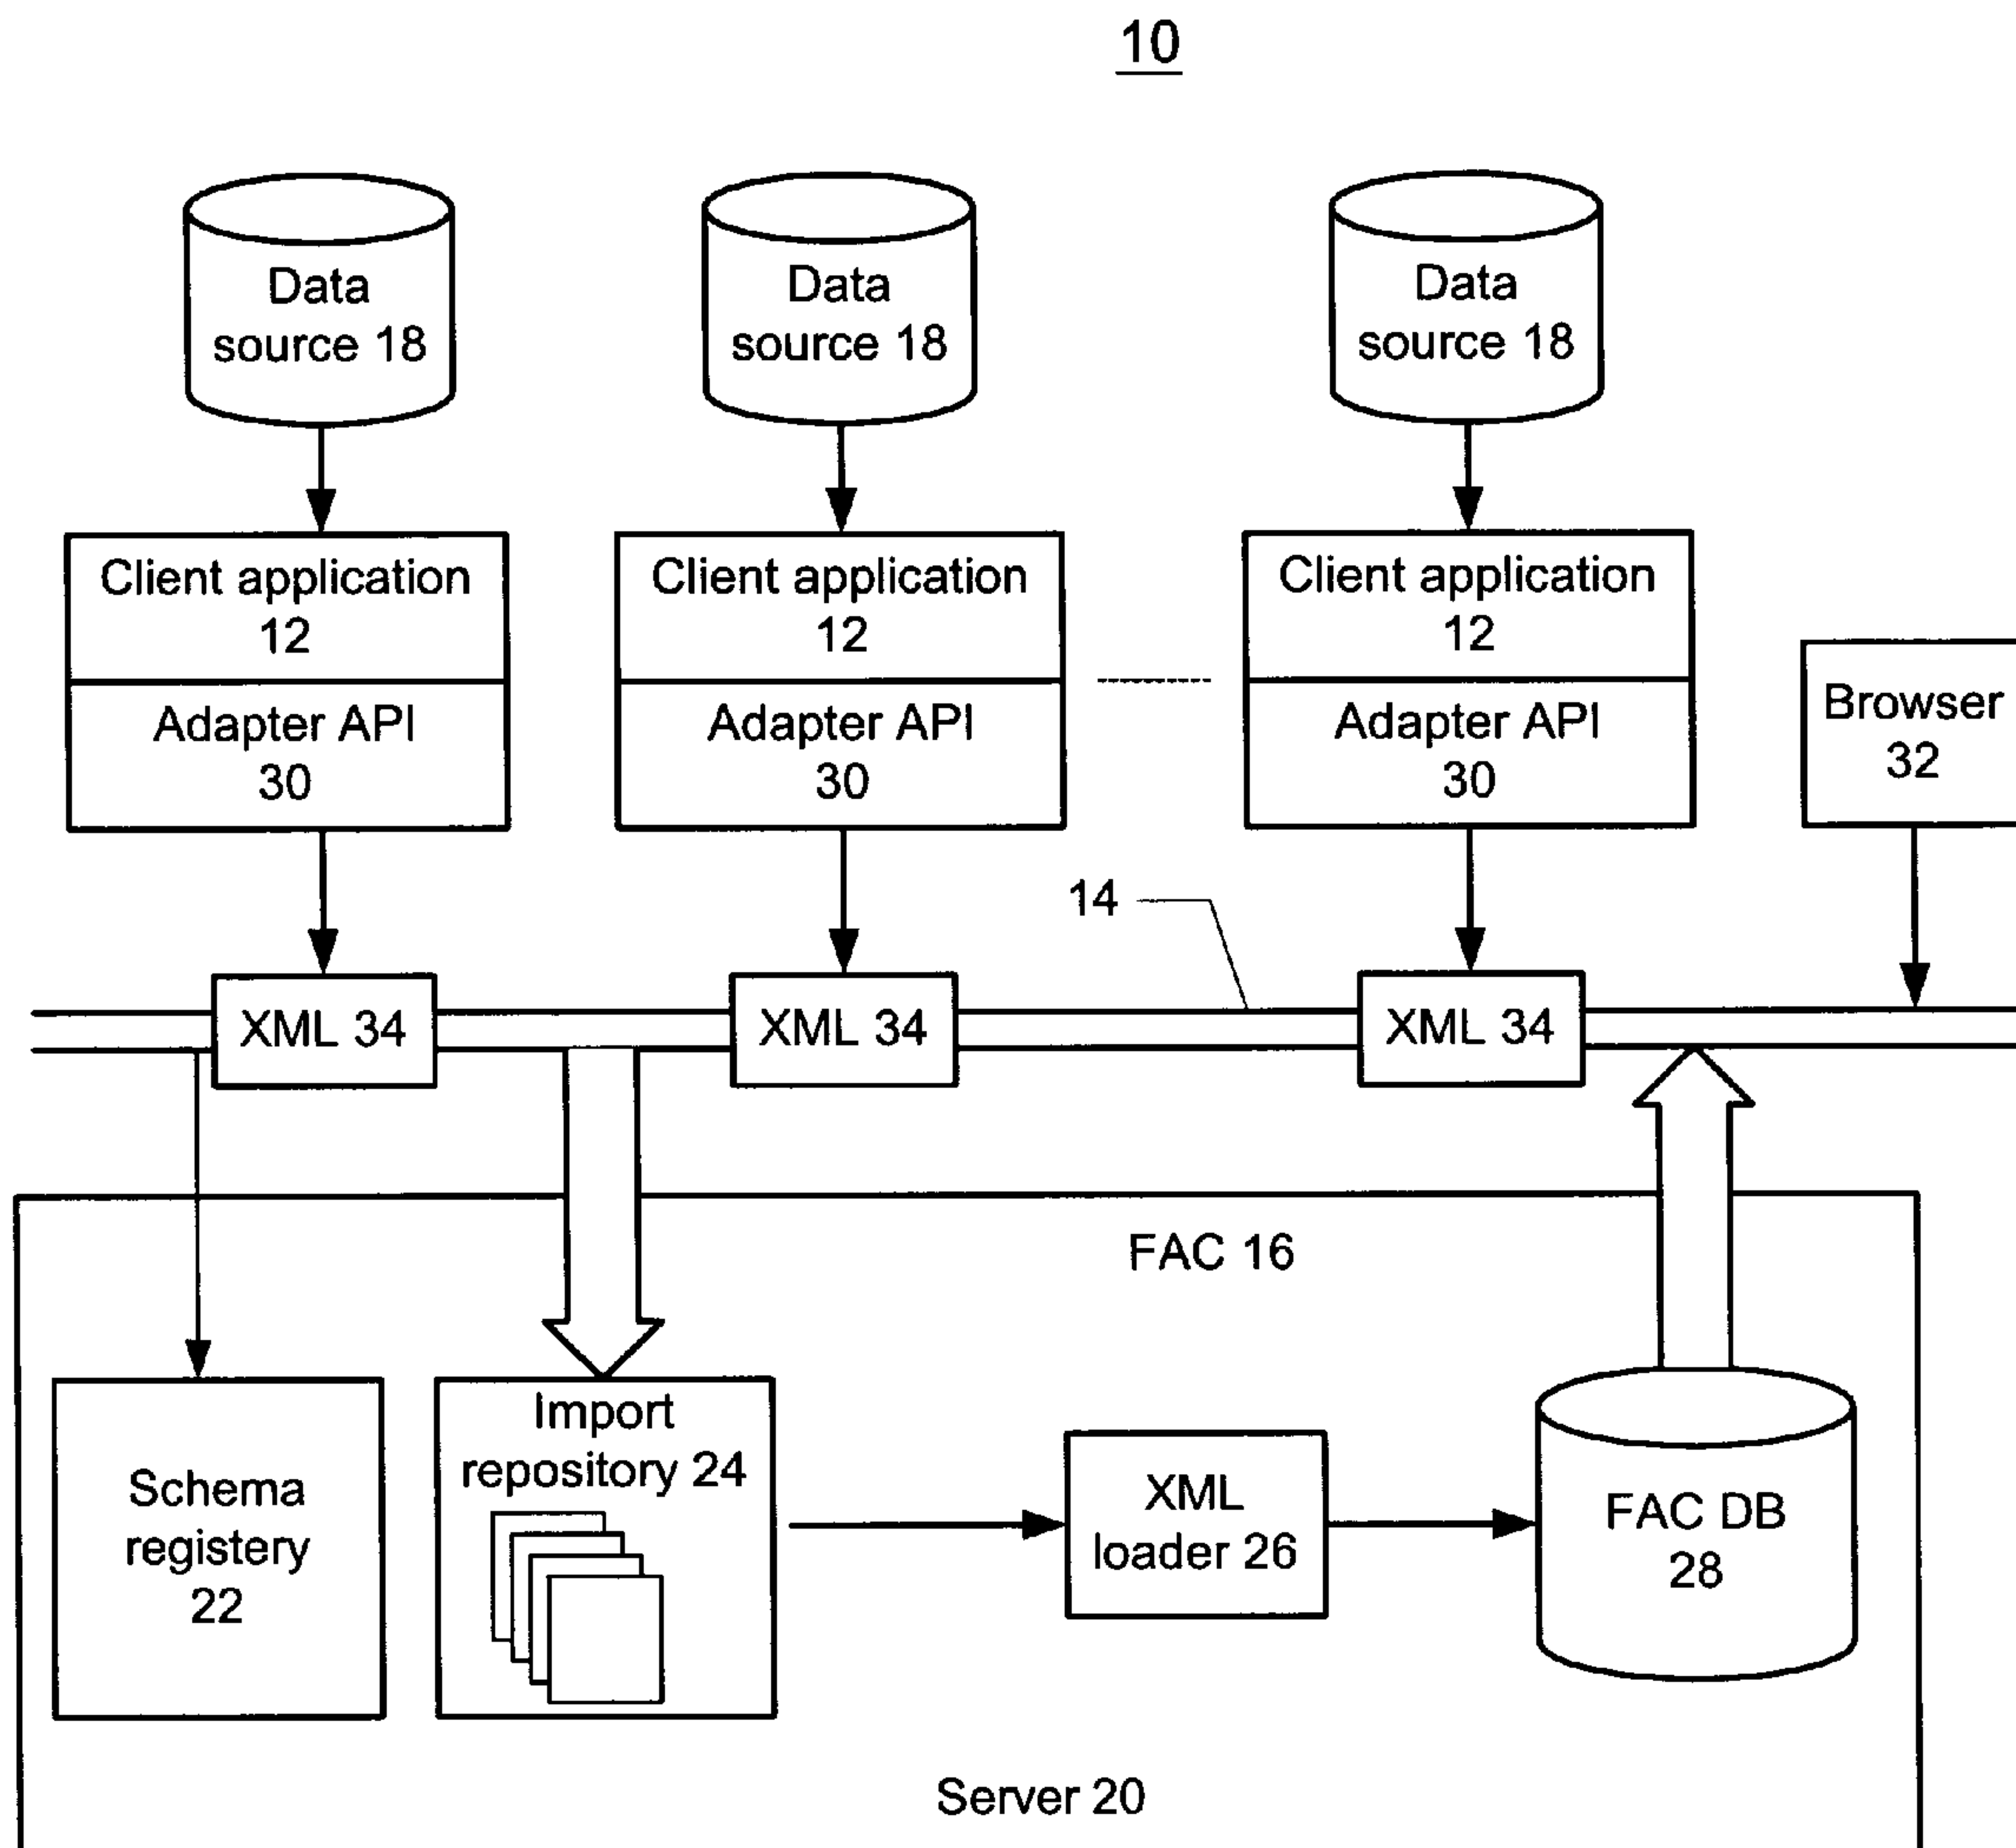 10
Data
source 18
Data
source 18
Data
source 18
Client application
12
Adapter API
30
Client application
12
Adapter API
30
Client application
12
Adapter API
30
Browser
32
14
XML 34
XML 34
XML 34
FAC 16
Schema
registery
22
Import
repository 24
XML
loader 26
FAC DB
28
Server 20